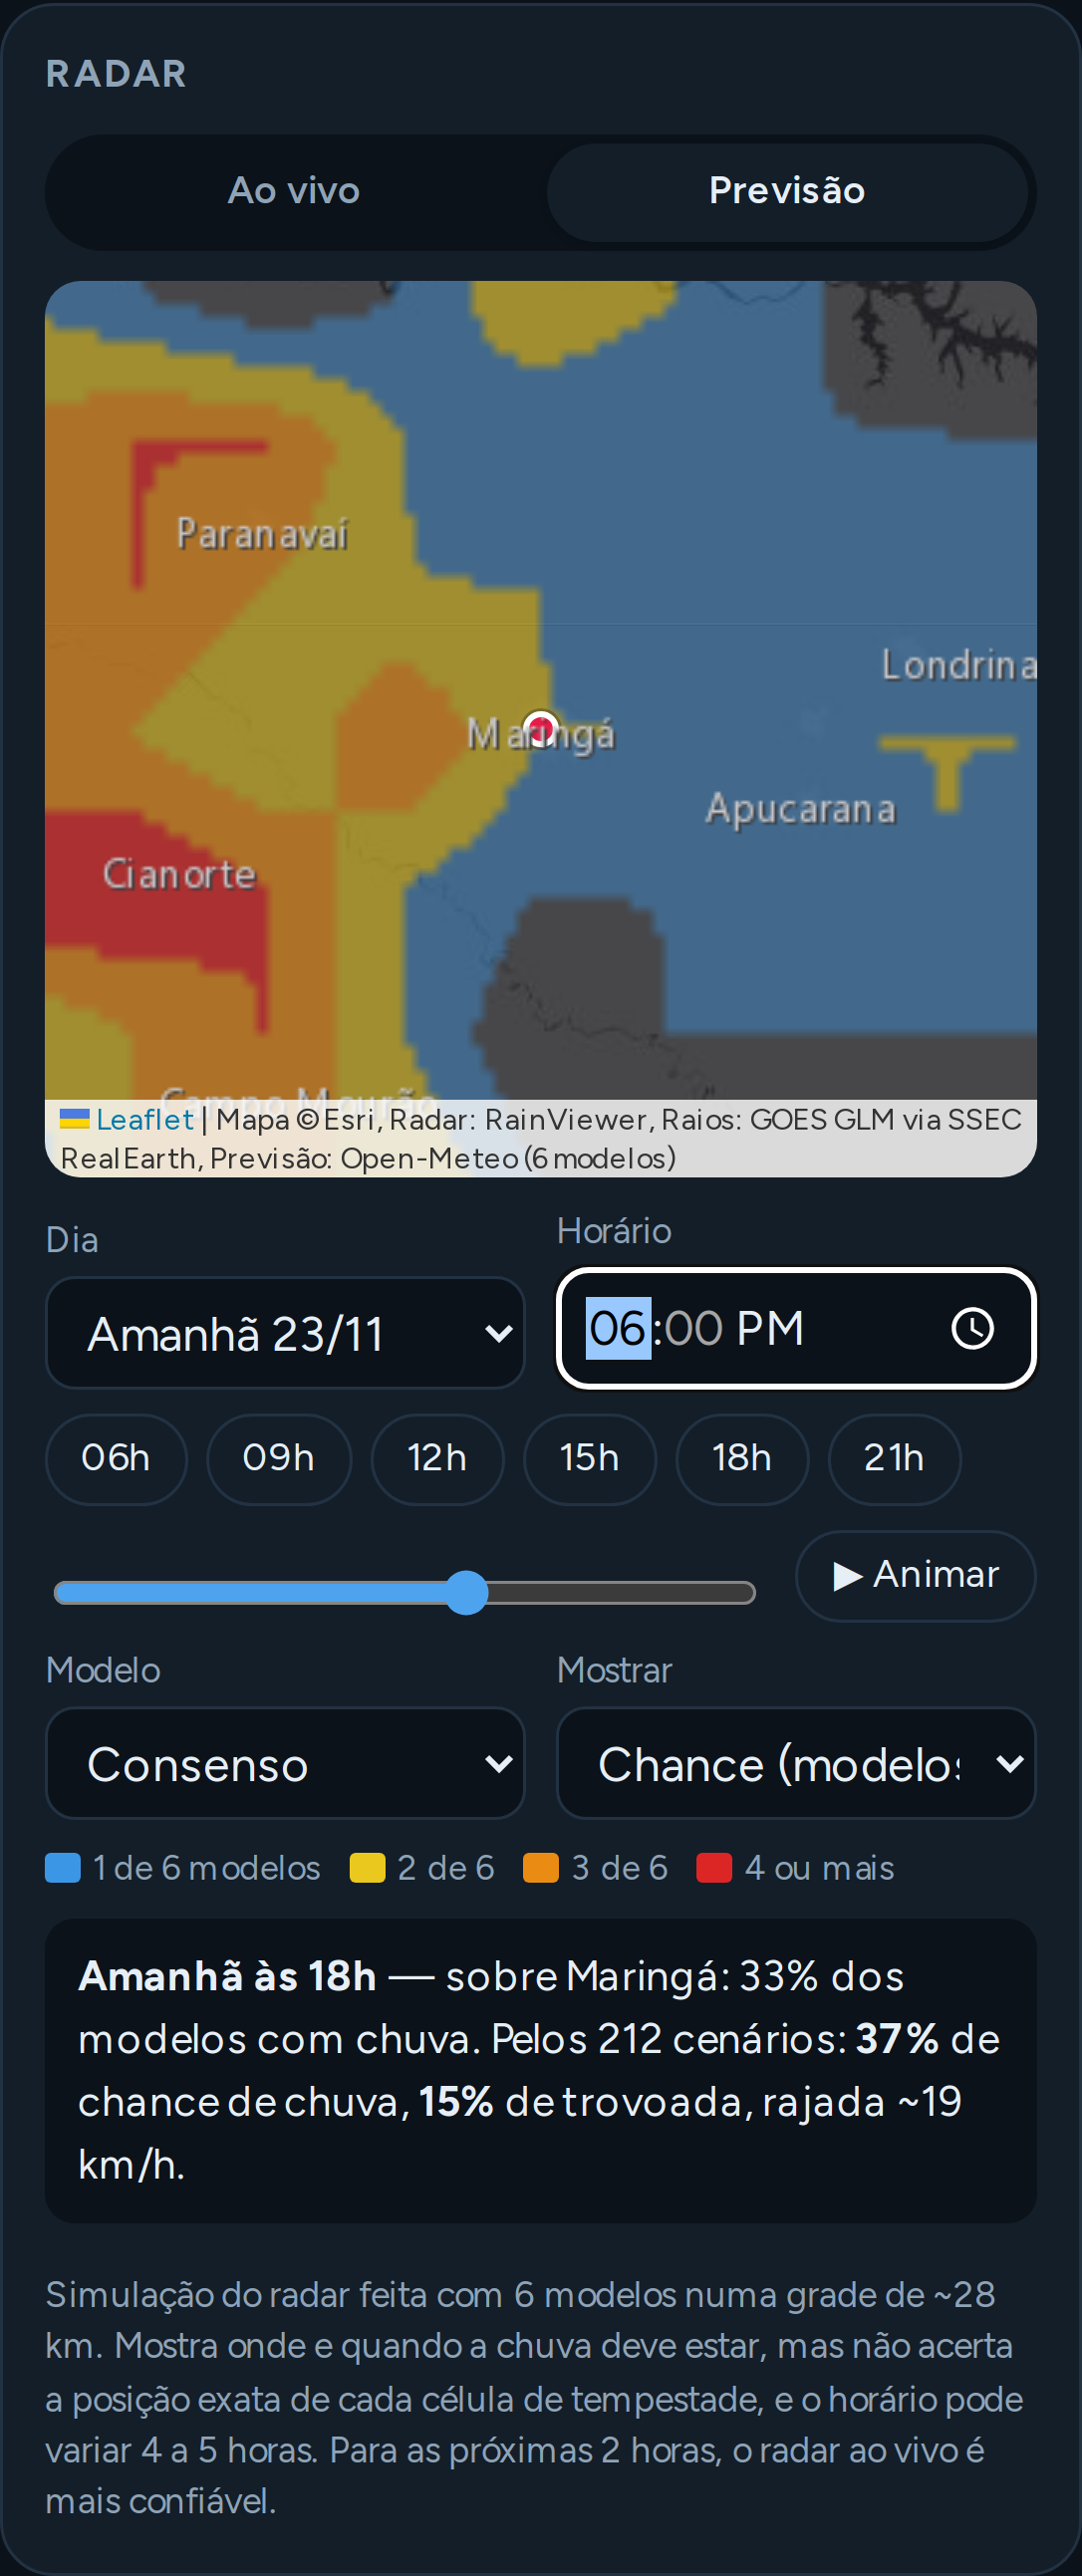 RADAR
Ao vivo
Previsão
Paranavaí
Londrina
Maringá
Apucarana
Cianorte
Campo Mourão
Leaflet | Mapa © Esri, Radar: RainViewer, Raios: GOES GLM via SSEC
RealEarth, Previsão: Open-Meteo (6 modelos)
Dia
Horário
Amanhã 23/11
06:00 PM
06h 09h 12h 15h 18h 21h
▶ Animar
Modelo
Mostrar
Consenso
Chance (modelos
1 de 6 modelos 2 de 6 3 de 6 4 ou mais
Amanhã às 18h — sobre Maringá: 33% dos
modelos com chuva. Pelos 212 cenários: 37% de
chance de chuva, 15% de trovoada, rajada ~19
km/h.
Simulação do radar feita com 6 modelos numa grade de ~28
km. Mostra onde e quando a chuva deve estar, mas não acerta
a posição exata de cada célula de tempestade, e o horário pode
variar 4 a 5 horas. Para as próximas 2 horas, o radar ao vivo é
mais confiável.